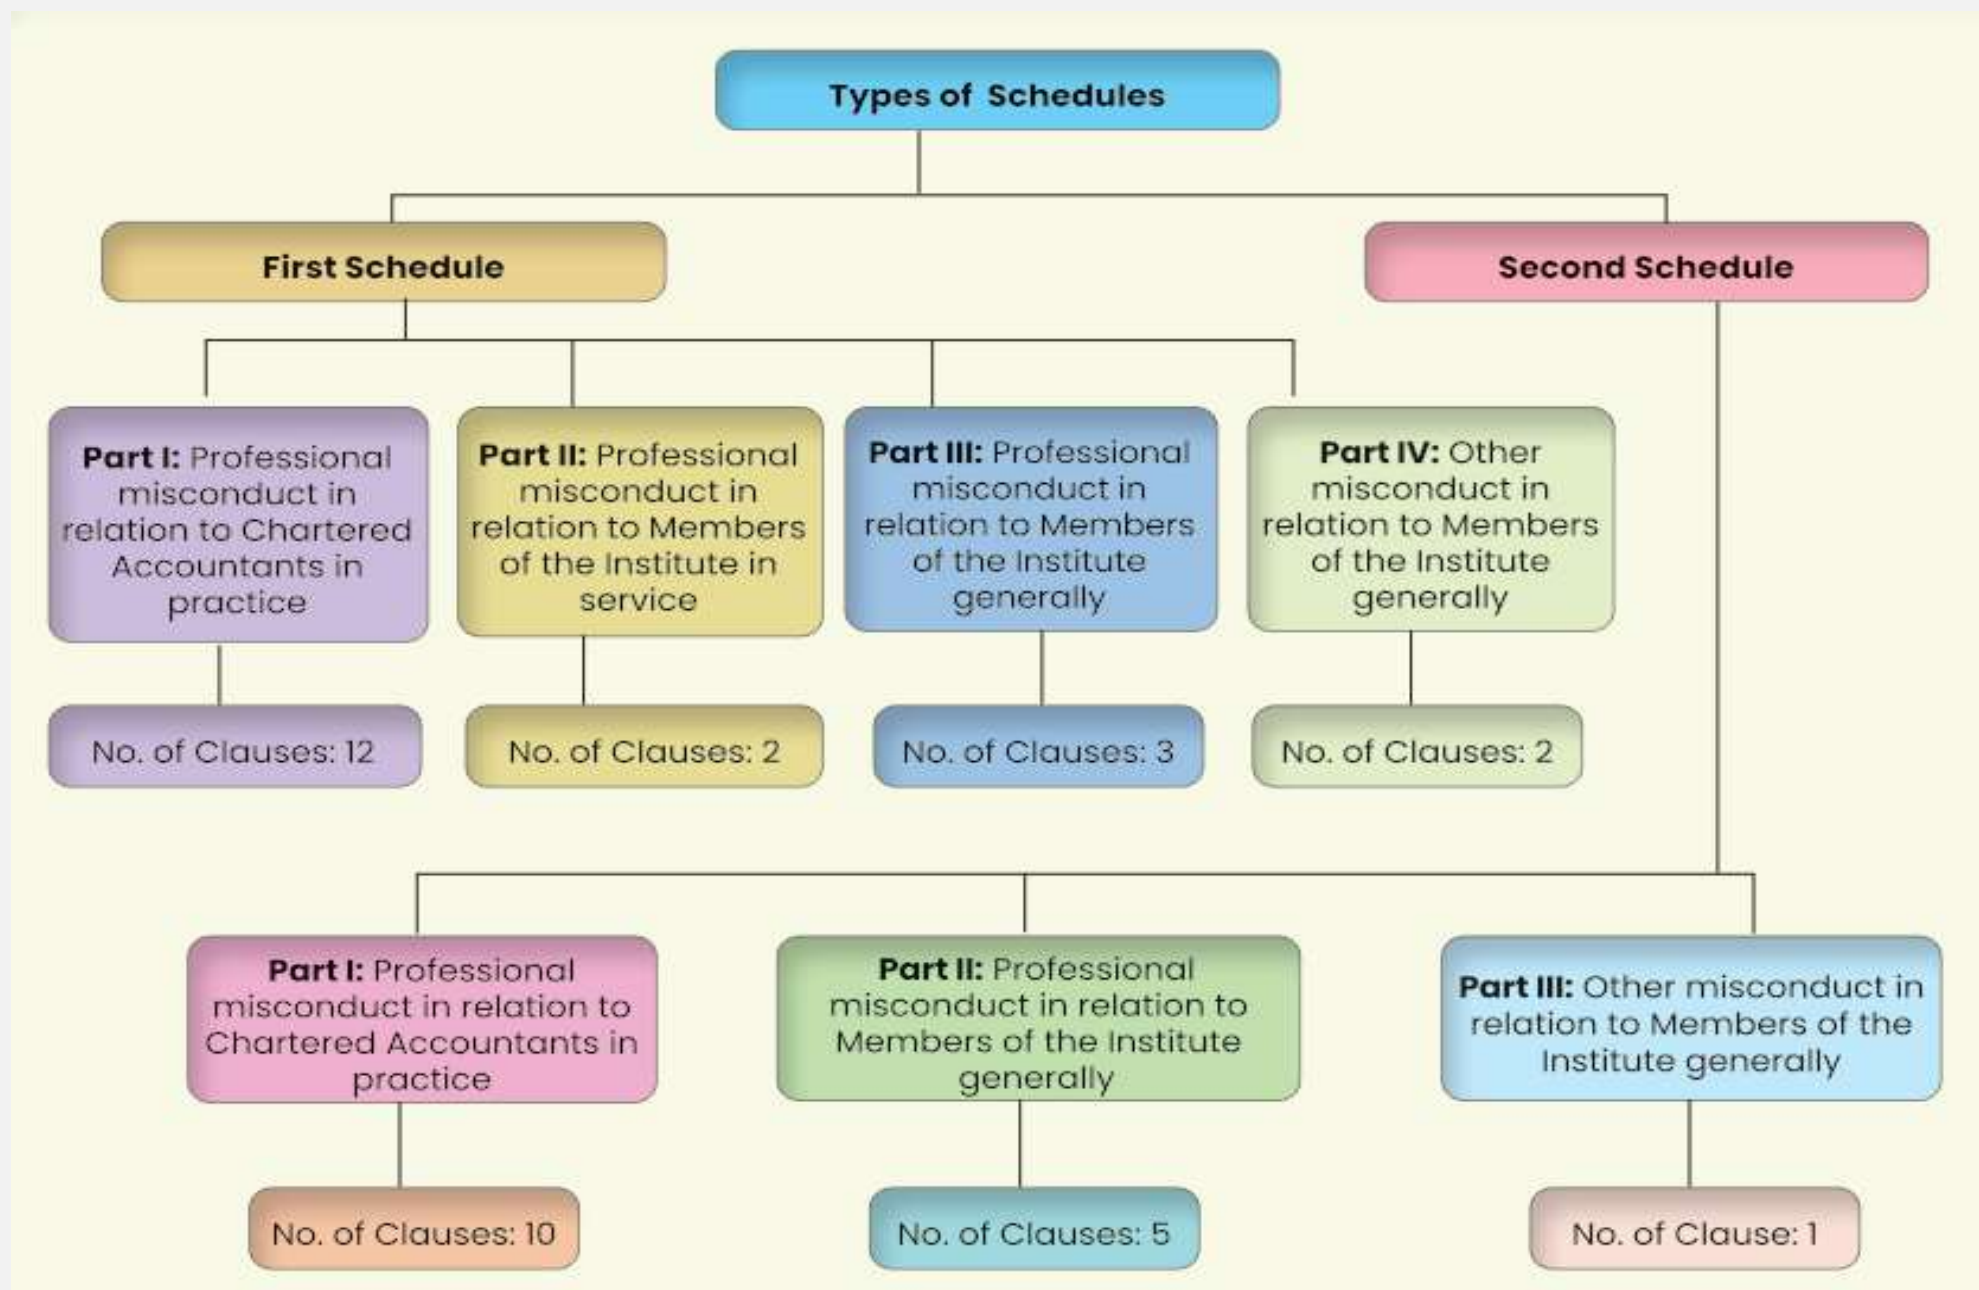 Types of Schedules
First Schedule
Second Schedule
Part I: Professional
misconduct in
relation to Chartered
Accountants in
practice
Part II: Professional
misconduct in
relation to Members
of the Institute in
service
Part III: Professional
misconduct in
relation to Members
of the Institute
generally
Part IV: Other
misconduct in
relation to Members
of the Institute
generally
No. of Clauses: 12
No. of Clauses: 2
No. of Clauses: 3
No. of Clauses: 2
Part I: Professional
misconduct in relation to
Chartered Accountants in
practice
Part II: Professional
misconduct in relation to
Members of the Institute
generally
Part III: Other misconduct in
relation to Members of the
Institute generally
No. of Clauses: 10
No. of Clauses: 5
No. of Clause: 1